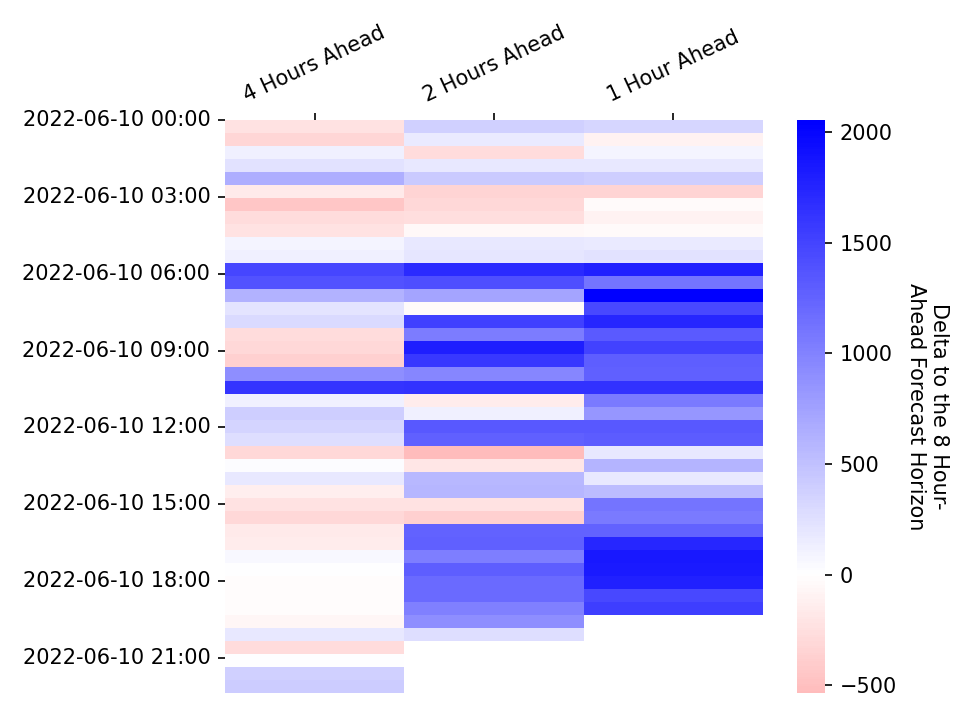 4 Hours Ahead
2 Hours Ahead
1 Hour Ahead
2022-06-10 00:00
2022-06-10 03:00
2022-06-10 06:00
2022-06-10 09:00
2022-06-10 12:00
2022-06-10 15:00
2022-06-10 18:00
2022-06-10 21:00
2000
1500
1000
500
0
−500
Delta to the 8 Hour-
Ahead Forecast Horizon